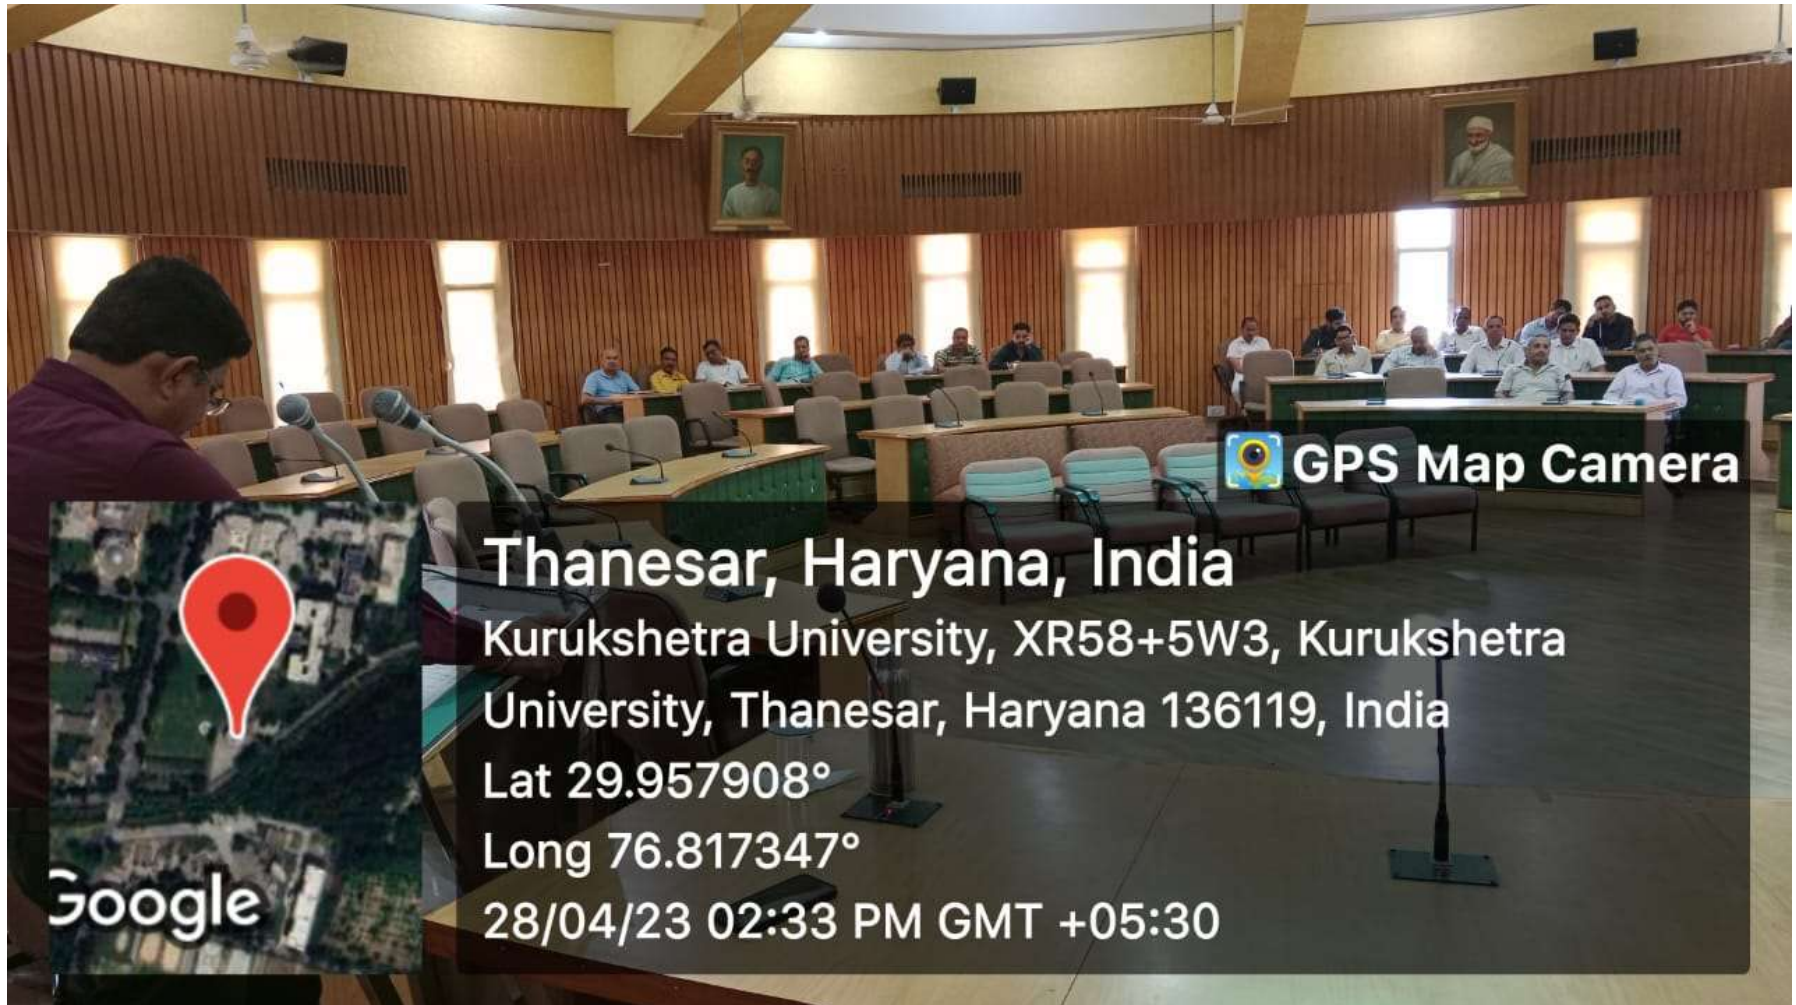 GPS Map Camera
Thanesar, Haryana, India
Kurukshetra University, XR58+5W3, Kurukshetra
University, Thanesar, Haryana 136119, India
Lat 29.957908°
Long 76.817347°
28/04/23 02:33 PM GMT +05:30
Google